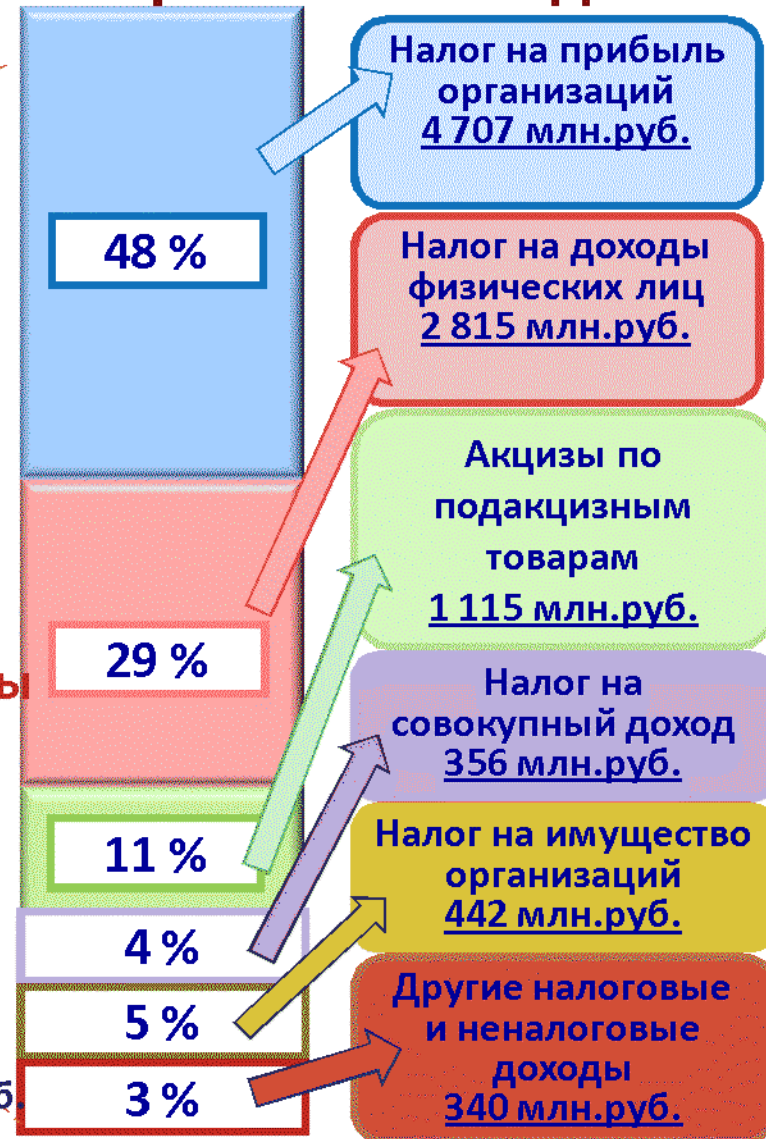 48 %
29 %
11 %
4 %
5 %
3 %
Налог на прибыль
организаций
4 707 млн.руб.
Налог на доходы
физических лиц
2 815 млн.руб.
Акцизы по
подакцизным
товарам
1 115 млн.руб.
Налог на
совокупный доход
356 млн.руб.
Налог на имущество
организаций
442 млн.руб.
Другие налоговые
и неналоговые
доходы
340 млн.руб.